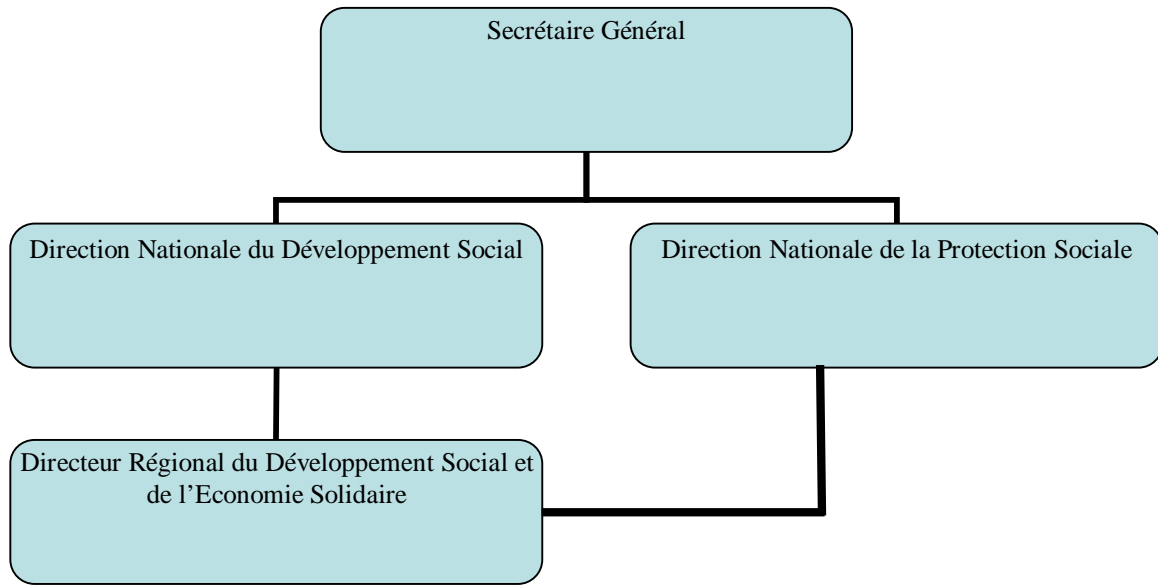 Secrétaire Général
Direction Nationale du Développement Social
Direction Nationale de la Protection Sociale
Directeur Régional du Développement Social et
de l’Economie Solidaire